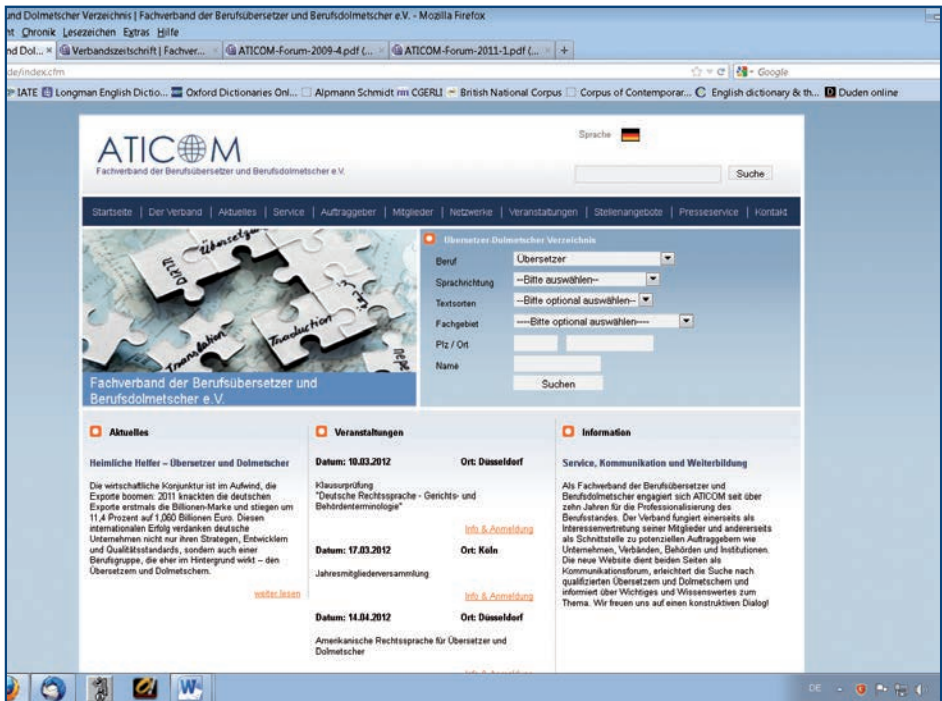 und Dolmetscher Verzeichnis | Fachverband der Berufsübersetzer und Berufsdolmetscher e.V. - Mozilla Firefox
ht Chronik Lesezeichen Extras Hilfe
nd Dol... × Verbandszeitschrift | Fachver... × ATICOM-Forum-2009-4.pdf (... × ATICOM-Forum-2011-1.pdf (... × +
de/index.cfm
Google
IATE Longman English Dictio... Oxford Dictionaries Onl... Alpmann Schmidt CGERLI British National Corpus Corpus of Contemporar... English dictionary & th... Duden online
Sprache
ATICOM
Fachverband der Berufsübersetzer und Berufsdolmetscher e.V.
Suche
Startseite | Der Verband | Aktuelles | Service | Auftraggeber | Mitglieder | Netzwerke | Veranstaltungen | Stellenangebote | Presseservice | Kontakt
Übersetzung
Translation
Traduction
Fachverband der Berufsübersetzer und
Berufsdolmetscher e.V.
Übersetzer Dolmetscher Verzeichnis
Beruf Übersetzer
Sprachrichtung --Bitte auswählen--
Textsorten --Bitte optional auswählen--
Fachgebiet ----Bitte optional auswählen----
Plz / Ort
Name
Suchen
Aktuelles
Heimliche Helfer – Übersetzer und Dolmetscher
Die wirtschaftliche Konjunktur ist im Aufwind, die
Exporte boomen: 2011 knackten die deutschen
Exporte erstmals die Billionen-Marke und stiegen um
11,4 Prozent auf 1,060 Billionen Euro. Diesen
internationalen Erfolg verdanken deutsche
Unternehmen nicht nur ihren Strategen, Entwicklern
und Qualitätsstandards, sondern auch einer
Berufsgruppe, die eher im Hintergrund wirkt – den
Übersetzern und Dolmetschern.
weiter lesen
Veranstaltungen
Datum: 10.03.2012 Ort: Düsseldorf
Klausurprüfung
"Deutsche Rechtssprache - Gerichts- und
Behördenterminologie"
Info & Anmeldung
Datum: 17.03.2012 Ort: Köln
Jahresmitgliederversammlung
Info & Anmeldung
Datum: 14.04.2012 Ort: Düsseldorf
Amerikanische Rechtssprache für Übersetzer und
Dolmetscher
Information
Service, Kommunikation und Weiterbildung
Als Fachverband der Berufsübersetzer und
Berufsdolmetscher engagiert sich ATICOM seit über
zehn Jahren für die Professionalisierung des
Berufsstandes. Der Verband fungiert einerseits als
Interessenvertretung seiner Mitglieder und andererseits
als Schnittstelle zu potenziellen Auftraggebern wie
Unternehmen, Verbänden, Behörden und Institutionen.
Die neue Website dient beiden Seiten als
Kommunikationsforum, erleichtert die Suche nach
qualifizierten Übersetzern und Dolmetschern und
informiert über Wichtiges und Wissenswertes zum
Thema. Wir freuen uns auf einen konstruktiven Dialog!
DE